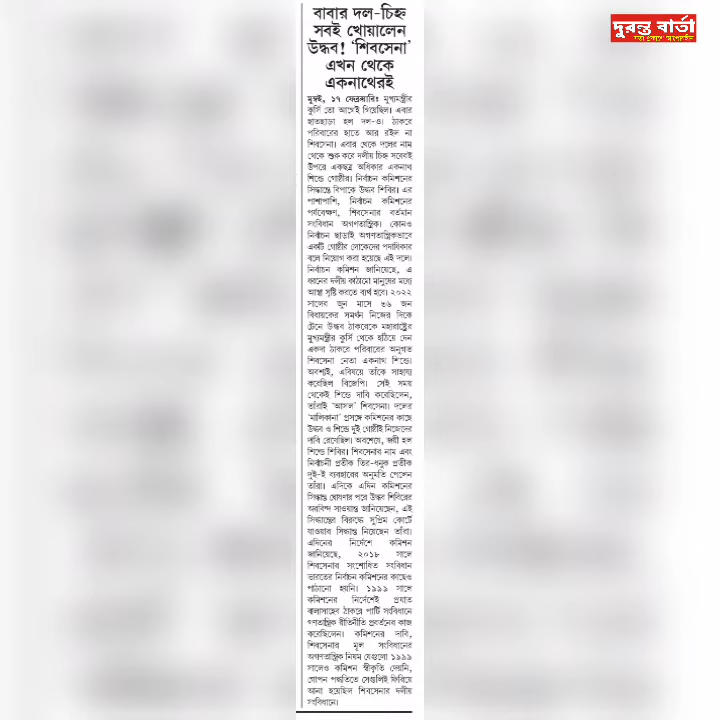 বাবার দল-চিহ্ন
সবই খোয়ালেন
উদ্ধব! ‘শিবসেনা’
এখন থেকে
একনাথেরই
মুম্বই, ১৭ ফেব্রুয়ারিঃ মুখ্যমন্ত্রীর
কুর্সি তো আগেই গিয়েছিল। এবার
হাতছাড়া হল দল-ও। ঠাকরে
পরিবারের হাতে আর রইল না
শিবসেনা। এবার থেকে দলের নাম
থেকে শুরু করে দলীয় চিহ্ন সবেরই
উপরে একছত্র অধিকার একনাথ
শিন্ডে গোষ্ঠীর। নির্বাচন কমিশনের
সিদ্ধান্তে বিপাকে উদ্ধব শিবির। এর
পাশাপাশি, নির্বাচন কমিশনের
পর্যবেক্ষণ, শিবসেনার বর্তমান
সংবিধান অগণতান্ত্রিক। কোনও
নির্বাচন ছাড়াই অগণতান্ত্রিকভাবে
একটি গোষ্ঠীর লোকেদের পদাধিকার
বলে নিয়োগ করা হয়েছে এই দলে।
নির্বাচন কমিশন জানিয়েছে, এ
ধরনের দলীয় কাঠামো মানুষের মধ্যে
আস্থা সৃষ্টি করতে ব্যর্থ হবে। ২০২২
সালের জুন মাসে ৩৬ জন
বিধায়কের সমর্থন নিজের দিকে
টেনে উদ্ধব ঠাকরেকে মহারাষ্ট্রের
মুখ্যমন্ত্রীর কুর্সি থেকে হঠিয়ে দেন
একদা ঠাকরে পরিবারের অনুগত
শিবসেনা নেতা একনাথ শিন্ডে।
অবশ্যই, এবিষয়ে তাঁকে সাহায্য
করেছিল বিজেপি। সেই সময়
থেকেই শিন্ডে দাবি করেছিলেন,
তাঁরাই ‘আসল’ শিবসেনা। দলের
‘মালিকানা’ প্রসঙ্গে কমিশনের কাছে
উদ্ধব ও শিন্ডে দুই গোষ্ঠীই নিজেদের
দাবি রেখেছিল। অবশেষে, জয়ী হল
শিন্ডে শিবির। শিবসেনার নাম এবং
নির্বাচনী প্রতীক তির-ধনুক প্রতীক
দুই-ই ব্যবহারের অনুমতি পেলেন
তাঁরা। এদিকে এদিন কমিশনের
সিদ্ধান্ত ঘোষণার পরে উদ্ধব শিবিরের
অরবিন্দ সাওয়ান্ত জানিয়েছেন, এই
সিদ্ধান্তের বিরুদ্ধে সুপ্রিম কোর্টে
যাওয়ার সিদ্ধান্ত নিয়েছেন তাঁরা।
এদিনের নির্দেশে কমিশন
জানিয়েছে, ২০১৮ সালে
শিবসেনার সংশোধিত সংবিধান
ভারতের নির্বাচন কমিশনের কাছেও
পাঠানো হয়নি। ১৯৯৯ সালে
কমিশনের নির্দেশেই প্রয়াত
বালাসাহেব ঠাকরে পার্টি সংবিধানে
গণতান্ত্রিক রীতিনীতি প্রবর্তনের কাজ
করেছিলেন। কমিশনের দাবি,
শিবসেনার মূল সংবিধানের
অগণতান্ত্রিক নিয়ম যেগুলো ১৯৯৯
সালেও কমিশন স্বীকৃতি দেয়নি,
গোপন পদ্ধতিতে সেগুলিই ফিরিয়ে
আনা হয়েছিল শিবসেনার দলীয়
সংবিধানে।
দুরন্ত বার্তা